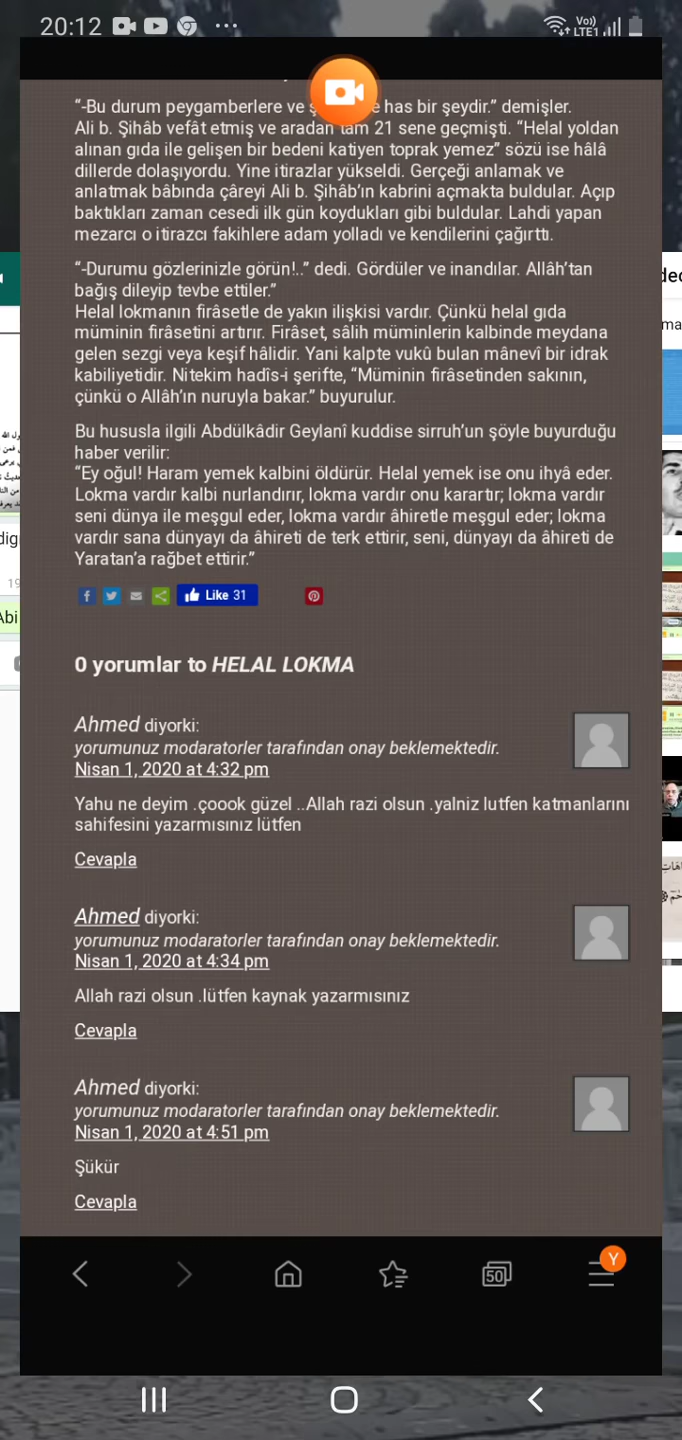 20:12
Vo))
LTE1
“-Bu durum peygamberlere ve has bir şeydir.” demişler.
Ali b. Şihâb vefât etmiş ve aradan tam 21 sene geçmişti. “Helal yoldan
alınan gıda ile gelişen bir bedeni katiyen toprak yemez” sözü ise hâlâ
dillerde dolaşıyordu. Yine itirazlar yükseldi. Gerçeği anlamak ve
anlatmak bâbında çâreyi Ali b. Şihâb’ın kabrini açmakta buldular. Açıp
baktıkları zaman cesedi ilk gün koydukları gibi buldular. Lahdi yapan
mezarcı o itirazcı fakihlere adam yolladı ve kendilerini çağırttı.
“-Durumu gözlerinizle görün!..” dedi. Gördüler ve inandılar. Allâh’tan
bağış dileyip tevbe ettiler.”
Helal lokmanın firâsetle de yakın ilişkisi vardır. Çünkü helal gıda
müminin firâsetini artırır. Firâset, sâlih müminlerin kalbinde meydana
gelen sezgi veya keşif hâlidir. Yani kalpte vukû bulan mânevî bir idrak
kabiliyetidir. Nitekim hadîs-i şerifte, “Müminin firâsetinden sakının,
çünkü o Allâh’ın nuruyla bakar.” buyurulur.
Bu hususla ilgili Abdülkâdir Geylanî kuddise sirruh’un şöyle buyurduğu
haber verilir:
“Ey oğul! Haram yemek kalbini öldürür. Helal yemek ise onu ihyâ eder.
Lokma vardır kalbi nurlandırır, lokma vardır onu karartır; lokma vardır
seni dünya ile meşgul eder, lokma vardır âhiretle meşgul eder; lokma
vardır sana dünyayı da âhireti de terk ettirir, seni, dünyayı da âhireti de
Yaratan’a rağbet ettirir.”
Like 31
0 yorumlar to HELAL LOKMA
Ahmed diyorki:
yorumunuz modaratorler tarafından onay beklemektedir.
Nisan 1, 2020 at 4:32 pm
Yahu ne deyim .çoook güzel ..Allah razi olsun .yalniz lutfen katmanlarını
sahifesini yazarmısınız lütfen
Cevapla
Ahmed diyorki:
yorumunuz modaratorler tarafından onay beklemektedir.
Nisan 1, 2020 at 4:34 pm
Allah razi olsun .lütfen kaynak yazarmısınız
Cevapla
Ahmed diyorki:
yorumunuz modaratorler tarafından onay beklemektedir.
Nisan 1, 2020 at 4:51 pm
Şükür
Cevapla
50
Y